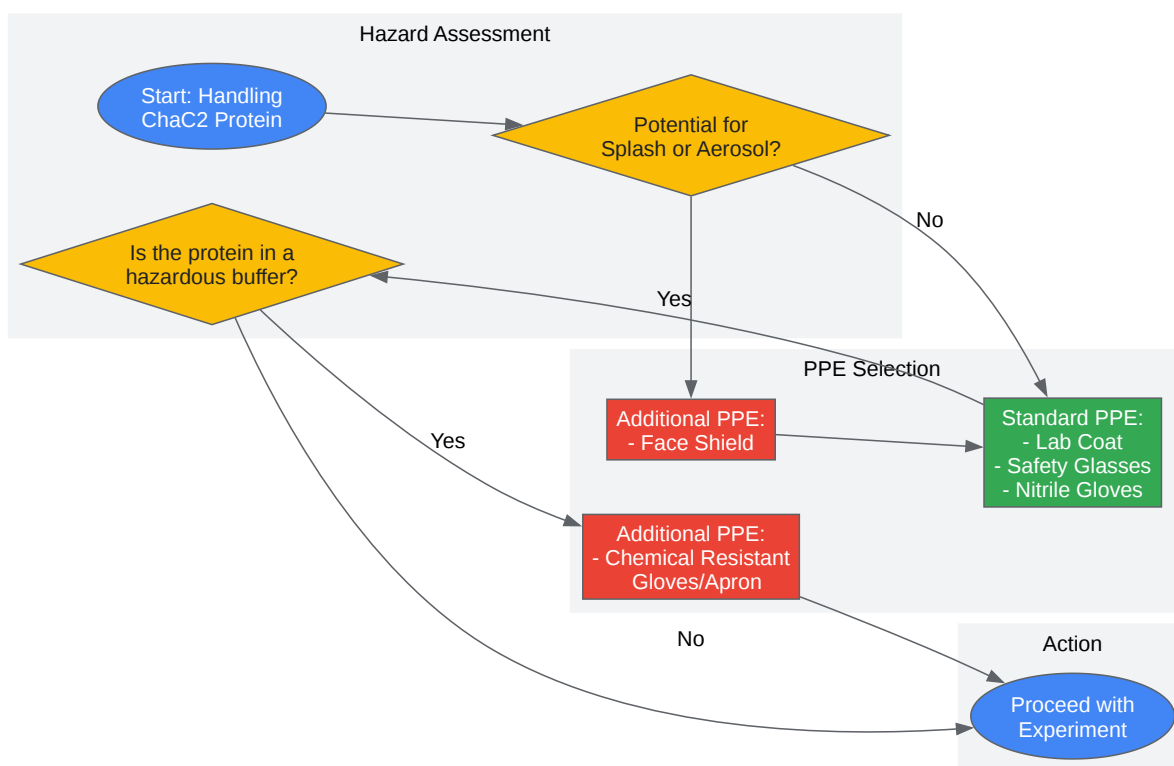 Hazard Assessment
Start: Handling
ChaC2 Protein
Potential for
Splash or Aerosol?
No
Is the protein in a
hazardous buffer?
Yes
PPE Selection
Additional PPE:
- Face Shield
Standard PPE:
- Lab Coat
- Safety Glasses
- Nitrile Gloves
Yes
Additional PPE:
- Chemical Resistant
Gloves/Apron
No
Action
Proceed with
Experiment